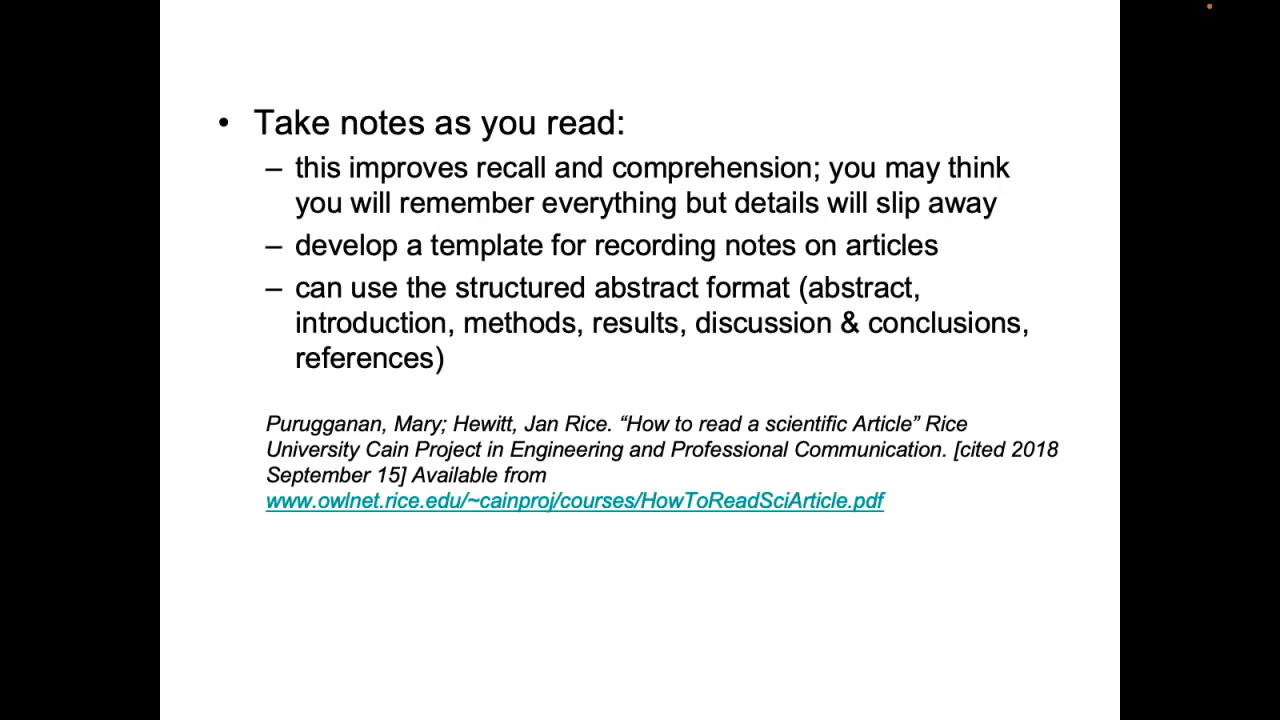 • Take notes as you read:
– this improves recall and comprehension; you may think
you will remember everything but details will slip away
– develop a template for recording notes on articles
– can use the structured abstract format (abstract,
introduction, methods, results, discussion & conclusions,
references)
Purugganan, Mary; Hewitt, Jan Rice. “How to read a scientific Article” Rice
University Cain Project in Engineering and Professional Communication. [cited 2018
September 15] Available from
www.owlnet.rice.edu/~cainproj/courses/HowToReadSciArticle.pdf